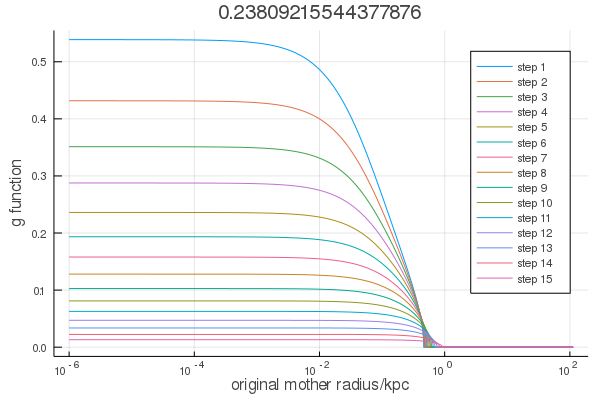 0.23809215544377876
g function
0.5
0.4
0.3
0.2
0.1
0.0
10^-6
10^-4
10^-2
10^0
10^2
original mother radius/kpc
step 1
step 2
step 3
step 4
step 5
step 6
step 7
step 8
step 9
step 10
step 11
step 12
step 13
step 14
step 15